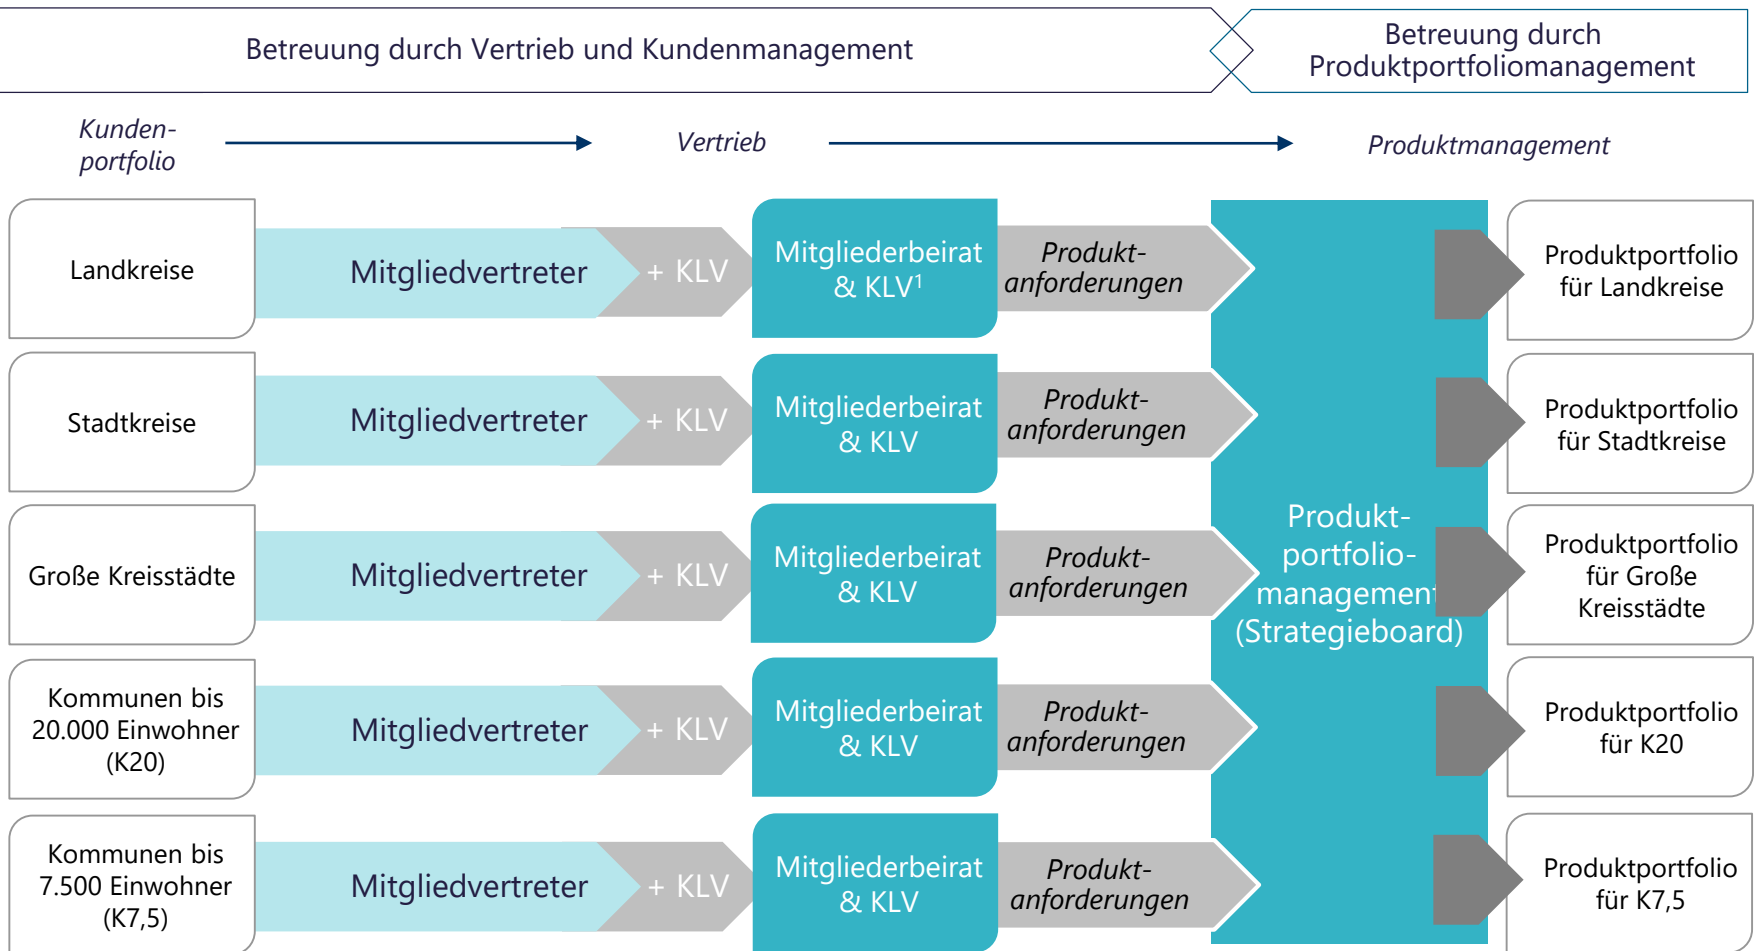 Betreuung durch Vertrieb und Kundenmanagement
Betreuung durch
Produktportfoliomanagement
Kunden-
portfolio
Vertrieb
Produktmanagement
Landkreise
Mitgliedvertreter
+ KLV
Mitgliederbeirat
& KLV¹
Produkt-
anforderungen
Produktportfolio
für Landkreise
Stadtkreise
Mitgliedvertreter
+ KLV
Mitgliederbeirat
& KLV
Produkt-
anforderungen
Produktportfolio
für Stadtkreise
Große Kreisstädte
Mitgliedvertreter
+ KLV
Mitgliederbeirat
& KLV
Produkt-
anforderungen
Produkt-
portfolio-
management
(Strategieboard)
Produktportfolio
für Große
Kreisstädte
Kommunen bis
20.000 Einwohner
(K20)
Mitgliedvertreter
+ KLV
Mitgliederbeirat
& KLV
Produkt-
anforderungen
Produktportfolio
für K20
Kommunen bis
7.500 Einwohner
(K7,5)
Mitgliedvertreter
+ KLV
Mitgliederbeirat
& KLV
Produkt-
anforderungen
Produktportfolio
für K7,5